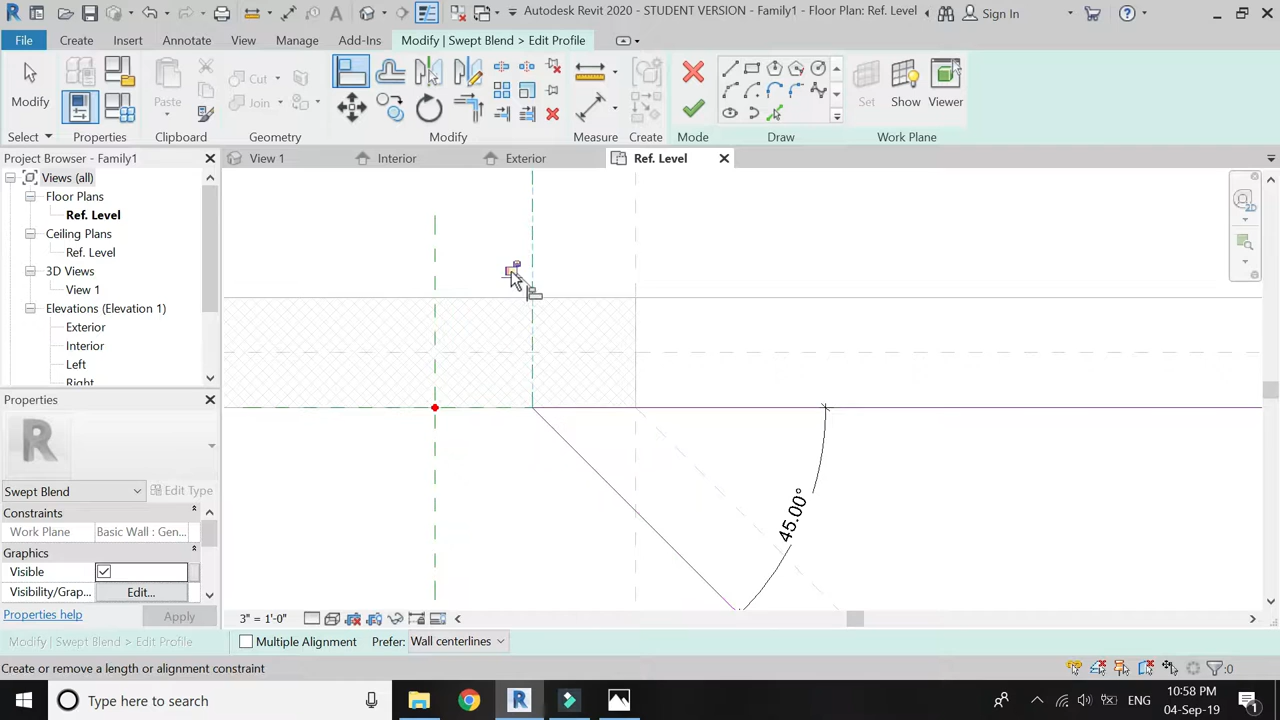 Autodesk Revit 2020 - STUDENT VERSION - Family1 - Floor Plan: Ref. Level
Sign In
File Create Insert Annotate View Manage Add-Ins Modify | Swept Blend > Edit Profile
Modify
Paste
Cut
Join
Set Show Viewer
Select Properties Clipboard Geometry Modify Measure Create Mode Draw Work Plane
Project Browser - Family1
View 1 Interior Exterior Ref. Level
Views (all)
Floor Plans
Ref. Level
Ceiling Plans
Ref. Level
3D Views
View 1
Elevations (Elevation 1)
Exterior
Interior
Left
Right
45.00°
Properties
R
Swept Blend Edit Type
Constraints
Work Plane Basic Wall : Gen...
Graphics
Visible
Visibility/Grap... Edit...
Properties help Apply
3" = 1'-0"
Modify | Swept Blend > Edit Profile Multiple Alignment Prefer: Wall centerlines
Create or remove a length or alignment constraint
:0
Type here to search
ENG
10:58 PM
04-Sep-19
1